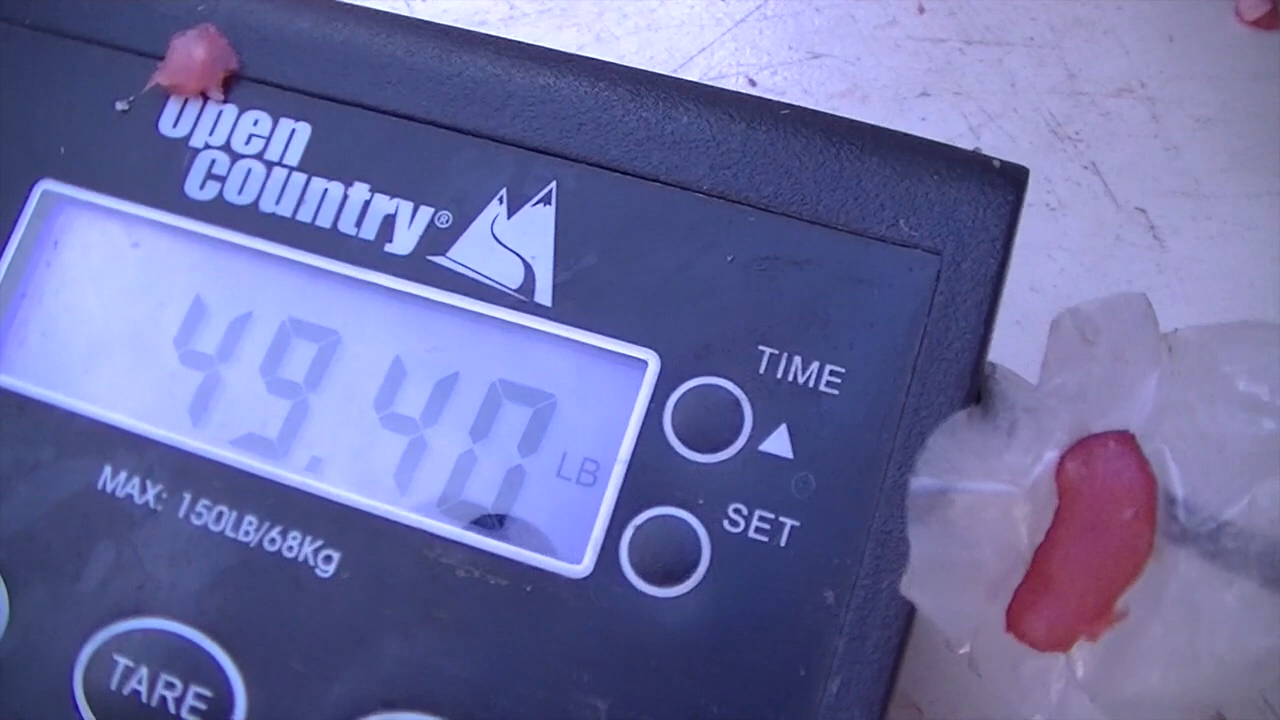 open
country®
49.40 LB
TIME
SET
MAX: 150LB/68Kg
TARE